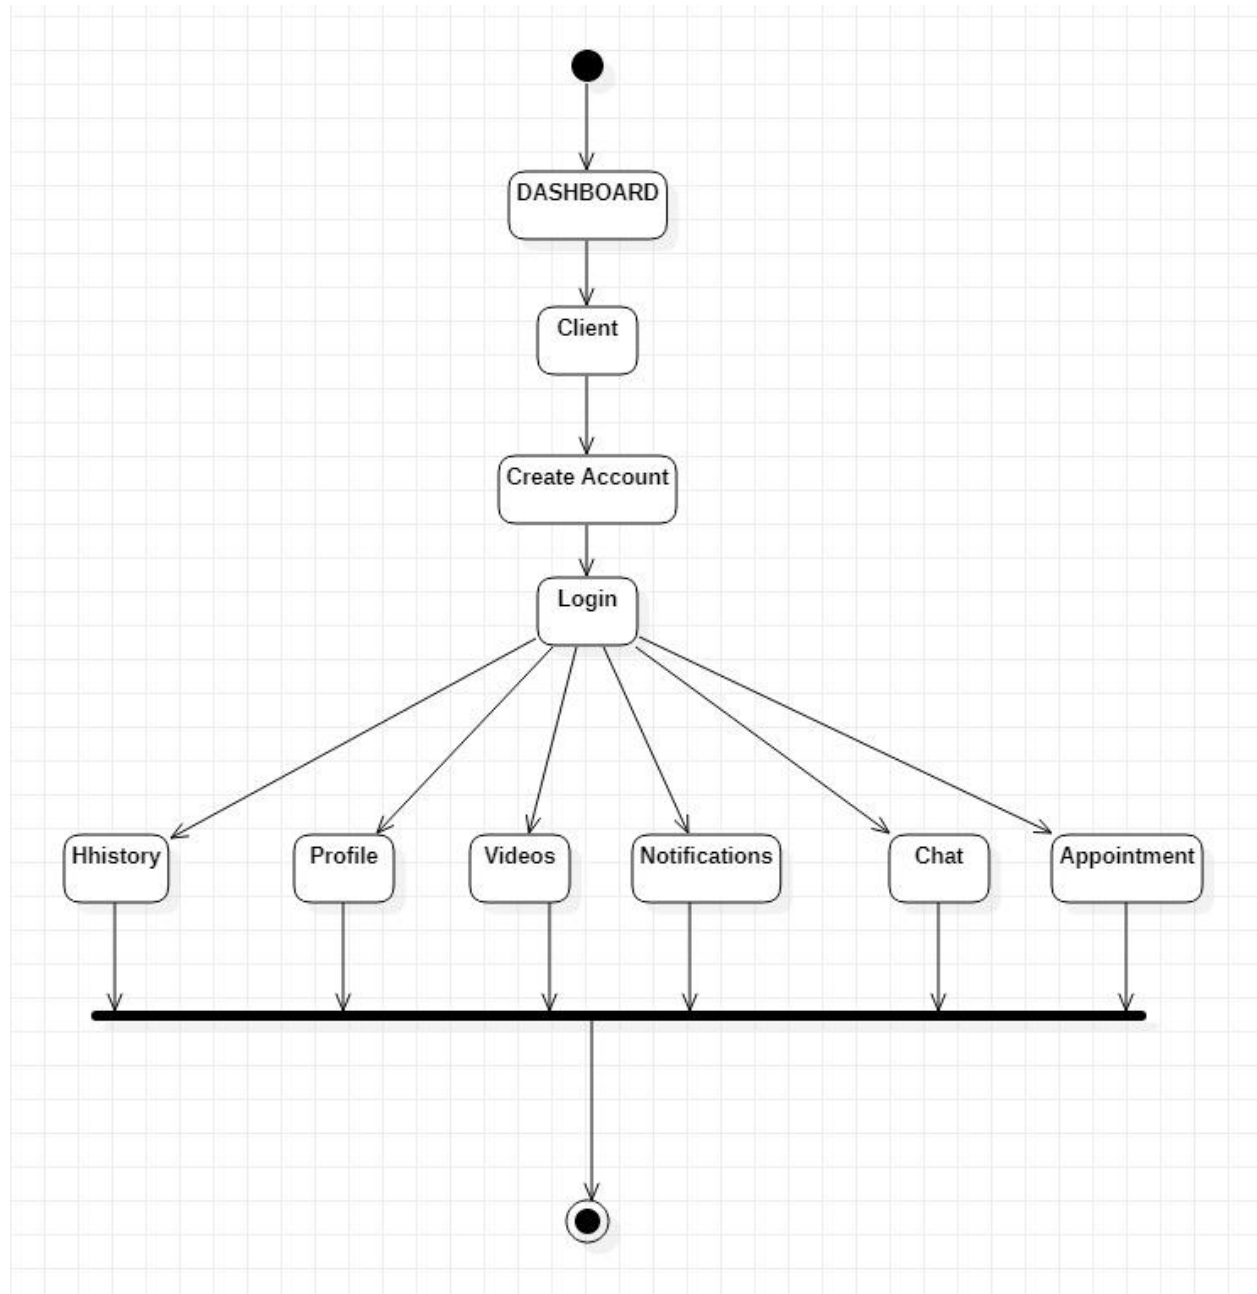 DASHBOARD
Client
Create Account
Login
Hhistory
Profile
Videos
Notifications
Chat
Appointment